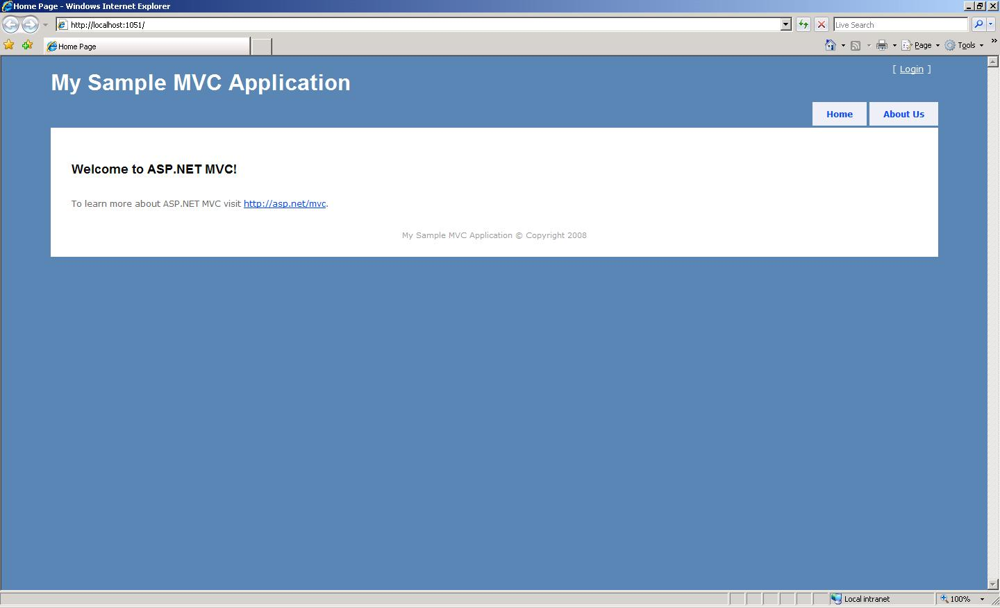 Home Page - Windows Internet Explorer
http://localhost:1051/
Live Search
Home Page
Page
Tools
[ Login ]
My Sample MVC Application
Home
About Us
Welcome to ASP.NET MVC!
To learn more about ASP.NET MVC visit http://asp.net/mvc.
My Sample MVC Application © Copyright 2008
Local intranet
100%